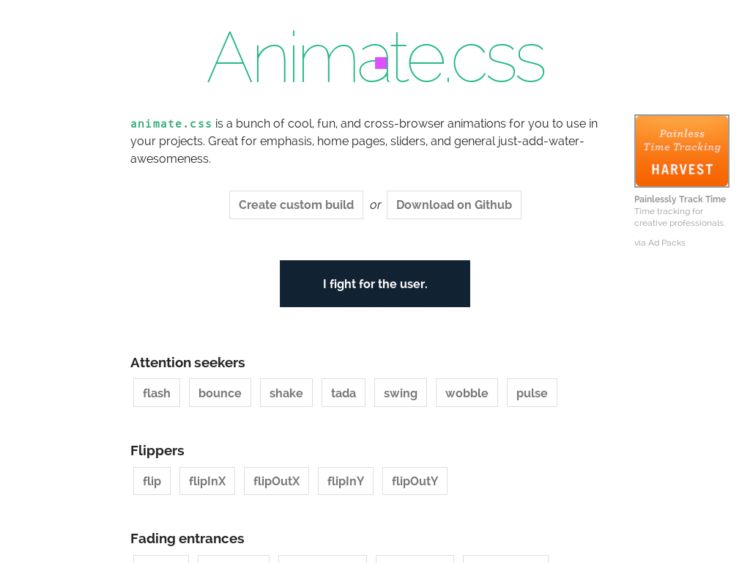 Animate.css
animate.css is a bunch of cool, fun, and cross-browser animations for you to use in
your projects. Great for emphasis, home pages, sliders, and general just-add-water-
awesomeness.
Create custom build or Download on Github
I fight for the user.
Painless
Time Tracking
HARVEST
Painlessly Track Time
Time tracking for
creative professionals.
via Ad Packs
Attention seekers
flash bounce shake tada swing wobble pulse
Flippers
flip flipInX flipOutX flipInY flipOutY
Fading entrances